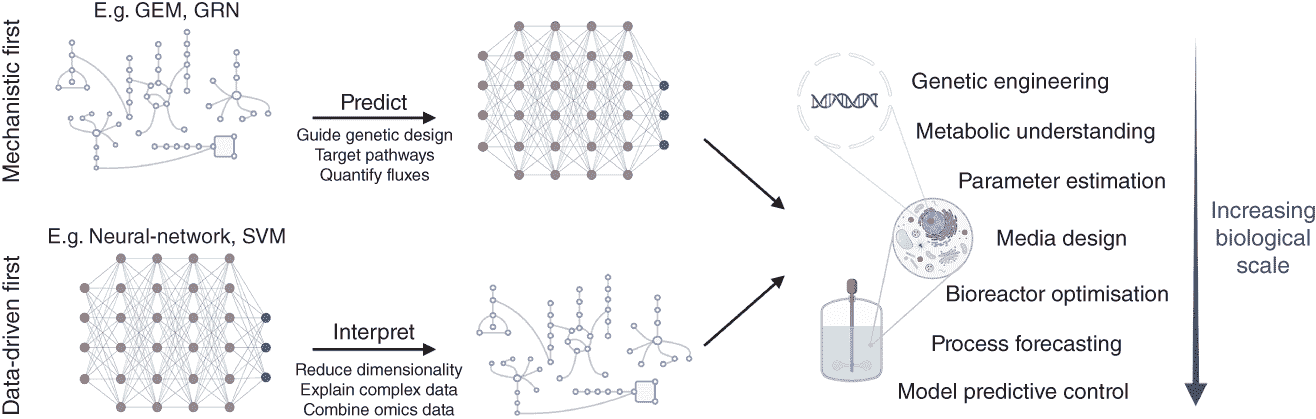 Mechanistic first
E.g. GEM, GRN
Predict
Guide genetic design
Target pathways
Quantify fluxes
Data-driven first
E.g. Neural-network, SVM
Interpret
Reduce dimensionality
Explain complex data
Combine omics data
Genetic engineering
Metabolic understanding
Parameter estimation
Media design
Bioreactor optimisation
Process forecasting
Model predictive control
Increasing
biological
scale